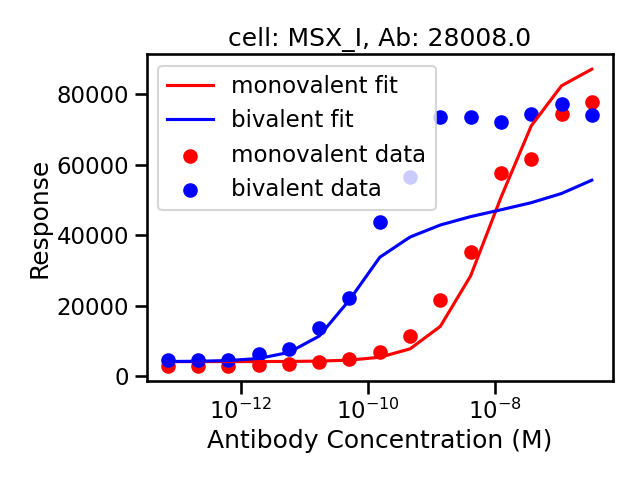 cell: MSX_I, Ab: 28008.0
monovalent fit
bivalent fit
monovalent data
bivalent data
Response
80000
60000
40000
20000
0
10⁻¹² 10⁻¹⁰ 10⁻⁸
Antibody Concentration (M)